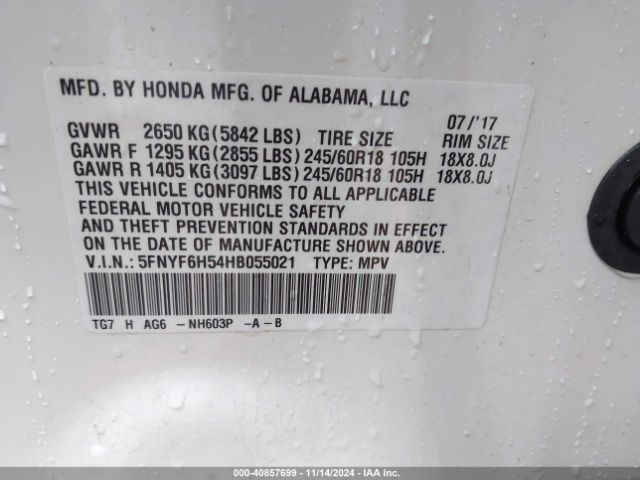 MFD. BY HONDA MFG. OF ALABAMA, LLC
07/'17
GVWR 2650 KG(5842 LBS) TIRE SIZE RIM SIZE
GAWR F 1295 KG(2855 LBS) 245/60R18 105H 18X8.0J
GAWR R 1405 KG(3097 LBS) 245/60R18 105H 18X8.0J
THIS VEHICLE CONFORMS TO ALL APPLICABLE
FEDERAL MOTOR VEHICLE SAFETY
AND THEFT PREVENTION STANDARDS IN EFFECT
ON THE DATE OF MANUFACTURE SHOWN ABOVE.
V.I.N.: 5FNYF6H54HB055021 TYPE: MPV
TG7 H AG6 -NH603P -A-B
000-40857699 | 11/14/2024 | IAA Inc.